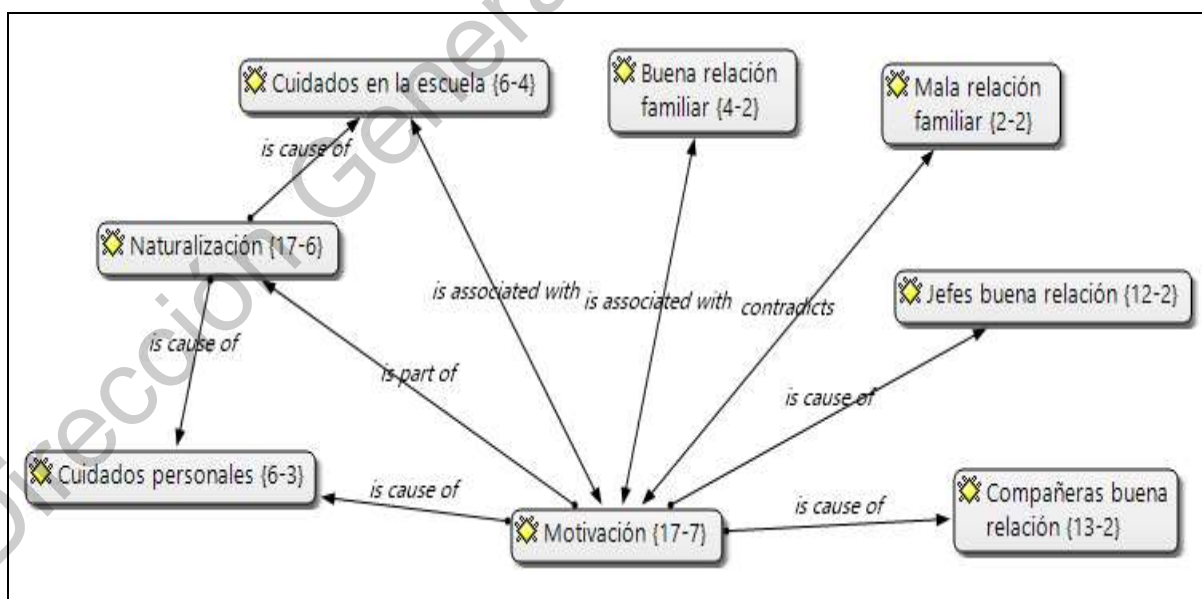 Cuidados en la escuela {6-4}
Buena relación
familiar {4-2}
Mala relación
familiar {2-2}
is cause of
Naturalización {17-6}
is associated with
is associated with
contradicts
Jefes buena relación {12-2}
is cause of
is part of
is cause of
Cuidados personales {6-3}
is cause of
Motivación {17-7}
is cause of
Compañeras buena
relación {13-2}
Dirección General